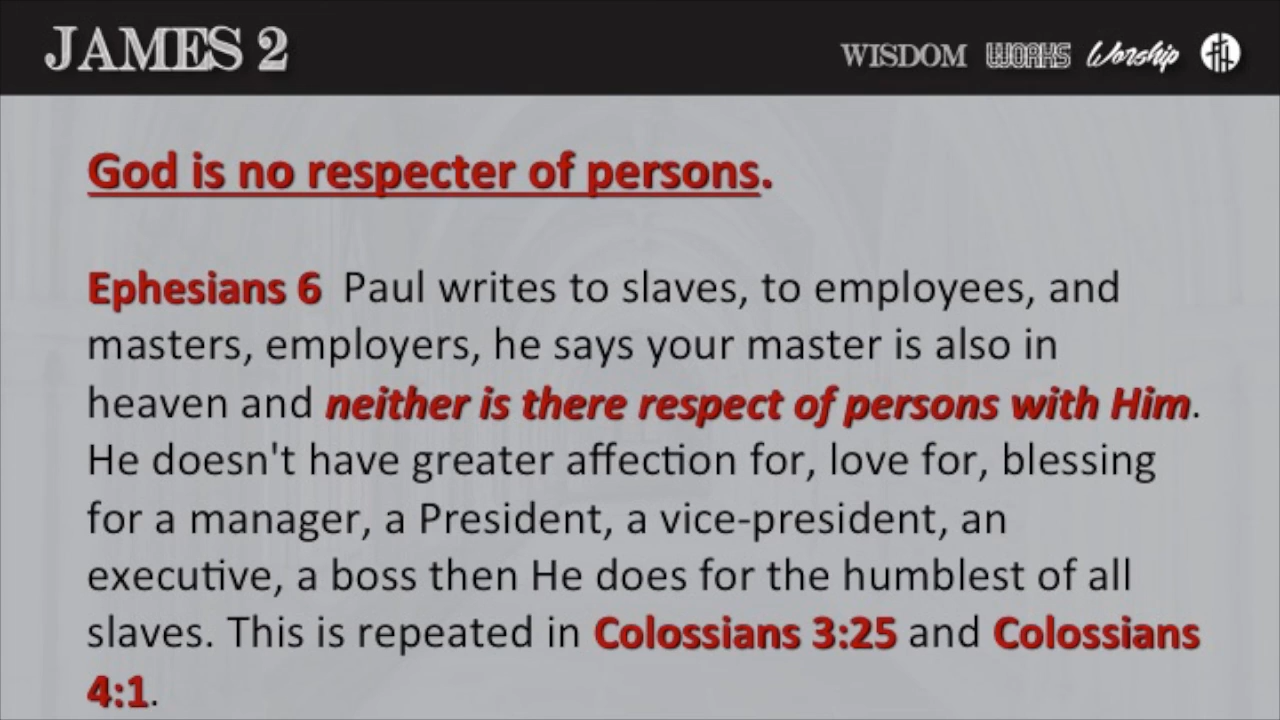 JAMES 2
WISDOM WORKS Worship
God is no respecter of persons.
Ephesians 6 Paul writes to slaves, to employees, and
masters, employers, he says your master is also in
heaven and neither is there respect of persons with Him.
He doesn't have greater affection for, love for, blessing
for a manager, a President, a vice-president, an
executive, a boss then He does for the humblest of all
slaves. This is repeated in Colossians 3:25 and Colossians
4:1.